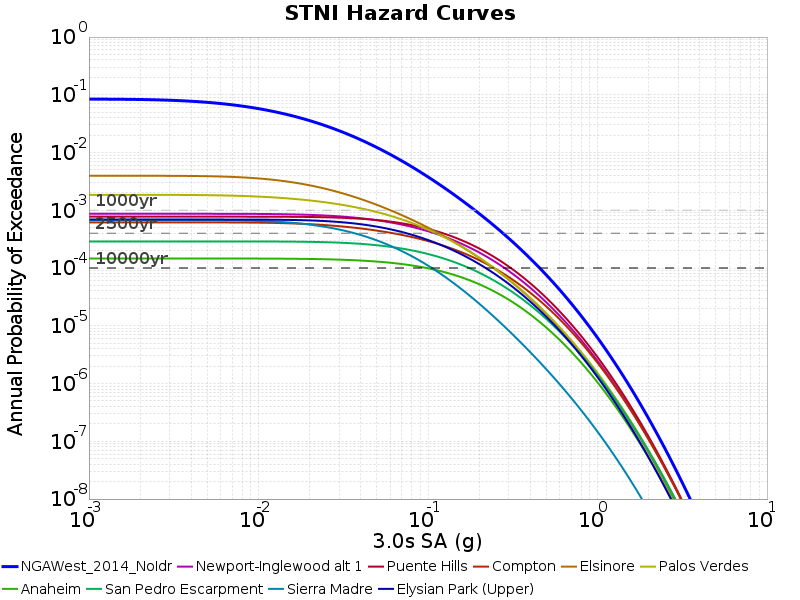 STNI Hazard Curves
Annual Probability of Exceedance
10^0
10^-1
10^-2
10^-3
10^-4
10^-5
10^-6
10^-7
10^-8
1000yr
2500yr
10000yr
10^-3 10^-2 10^-1 10^0 10^1
3.0s SA (g)
NGAWest_2014_NoIdr Newport-Inglewood alt 1 Puente Hills Compton Elsinore Palos Verdes
Anaheim San Pedro Escarpment Sierra Madre Elysian Park (Upper)